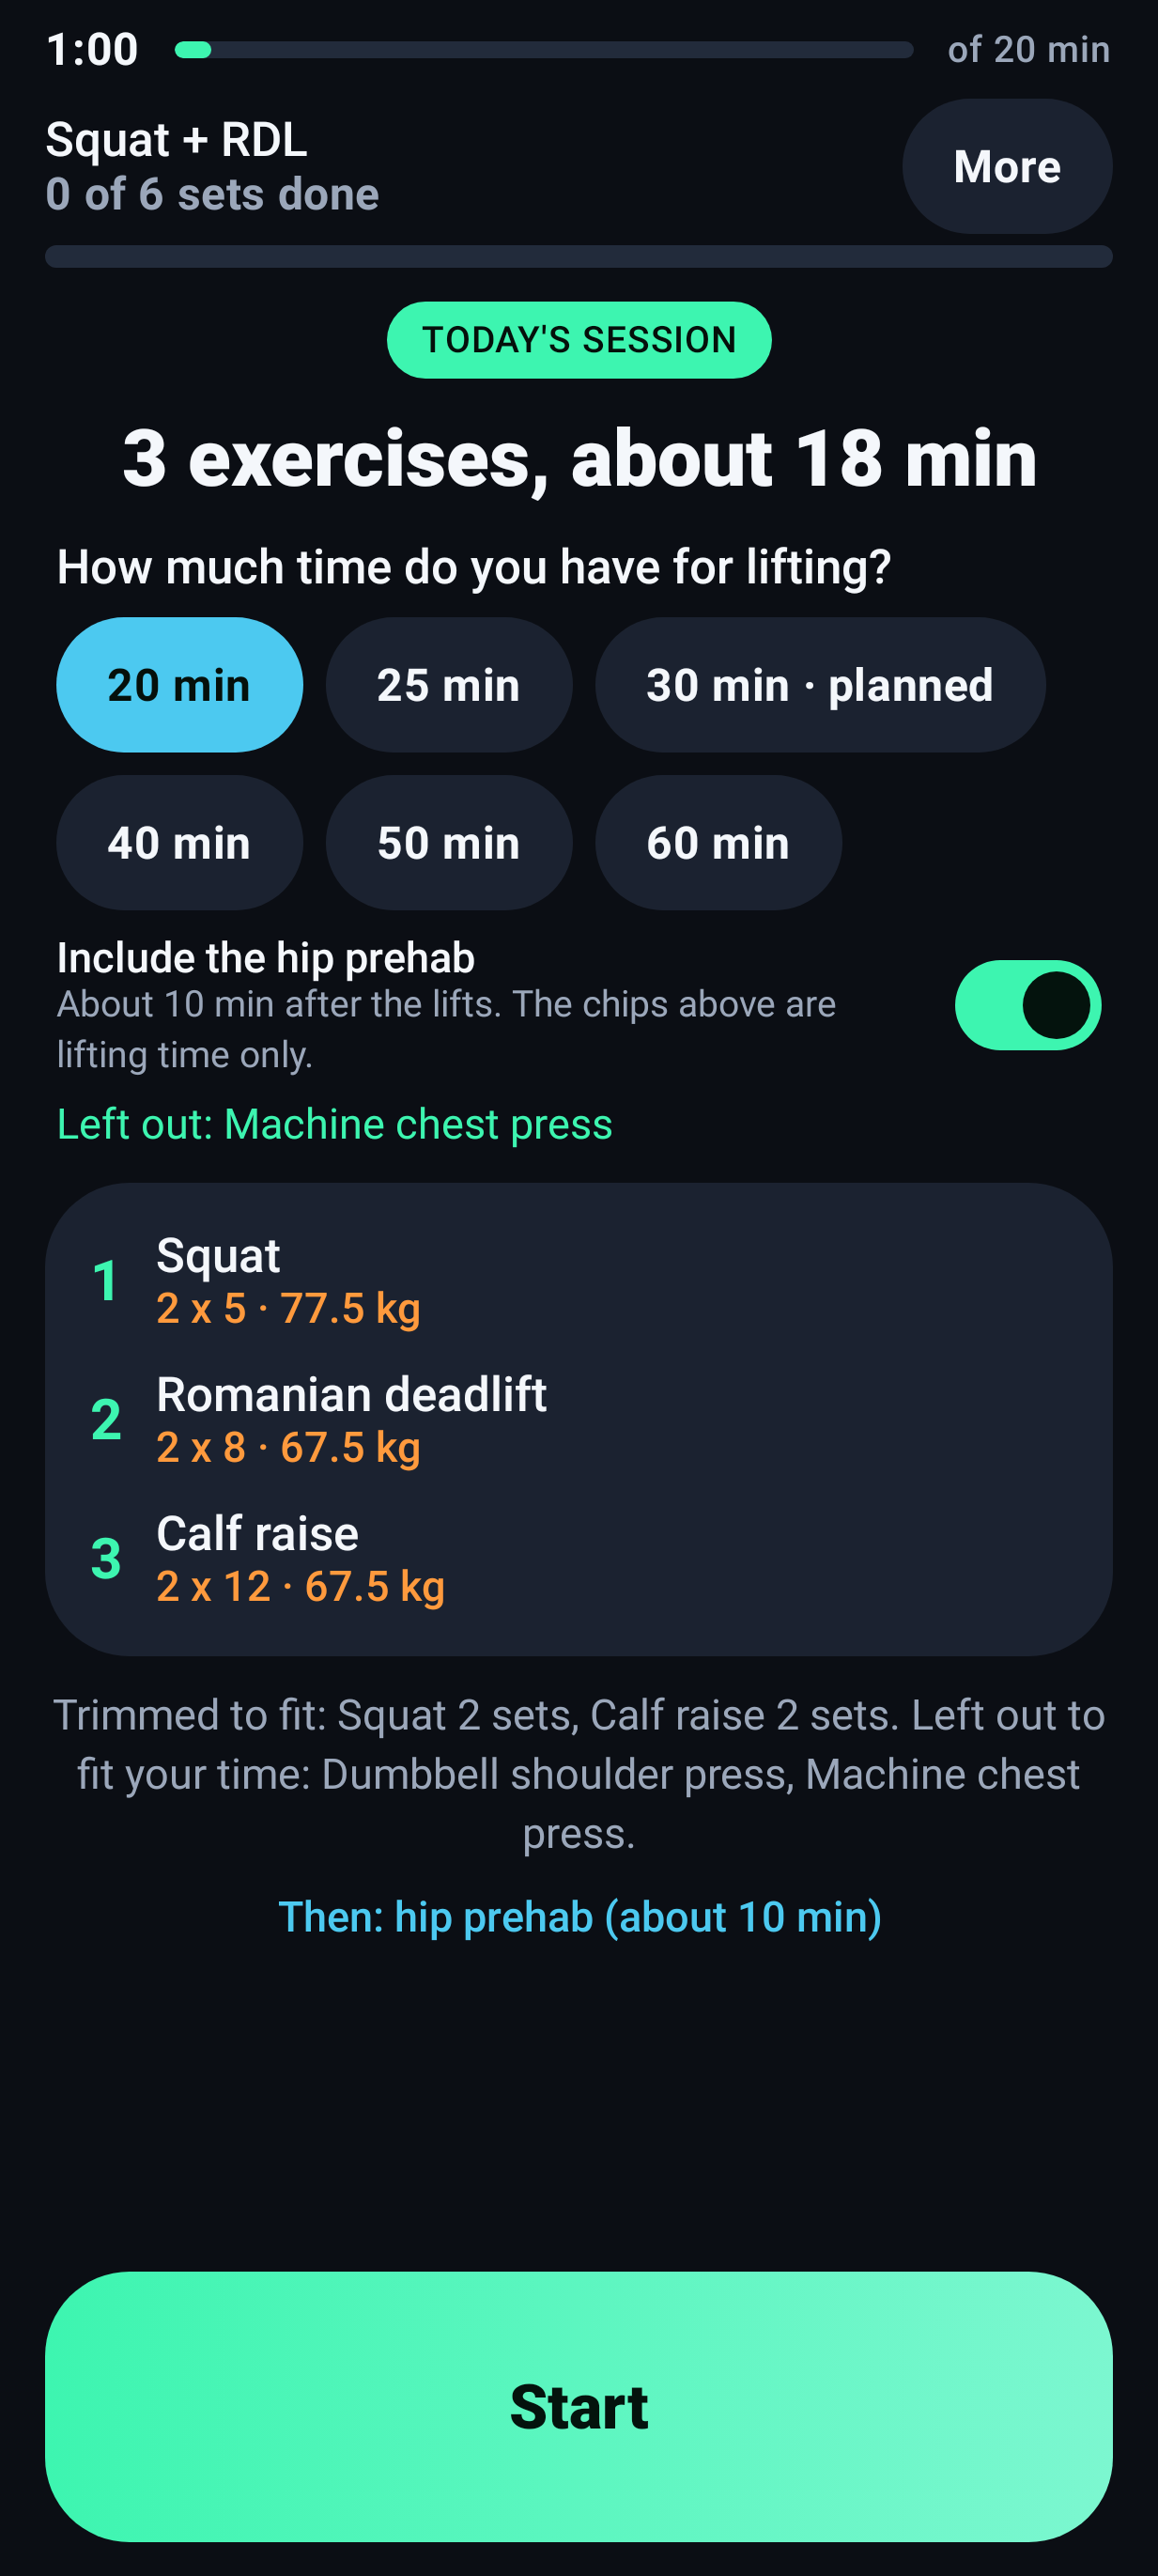 1:00
of 20 min
Squat + RDL
0 of 6 sets done
More
TODAY'S SESSION
3 exercises, about 18 min
How much time do you have for lifting?
20 min
25 min
30 min · planned
40 min
50 min
60 min
Include the hip prehab
About 10 min after the lifts. The chips above are
lifting time only.
Left out: Machine chest press
1
Squat
2 x 5 · 77.5 kg
2
Romanian deadlift
2 x 8 · 67.5 kg
3
Calf raise
2 x 12 · 67.5 kg
Trimmed to fit: Squat 2 sets, Calf raise 2 sets. Left out to
fit your time: Dumbbell shoulder press, Machine chest
press.
Then: hip prehab (about 10 min)
Start